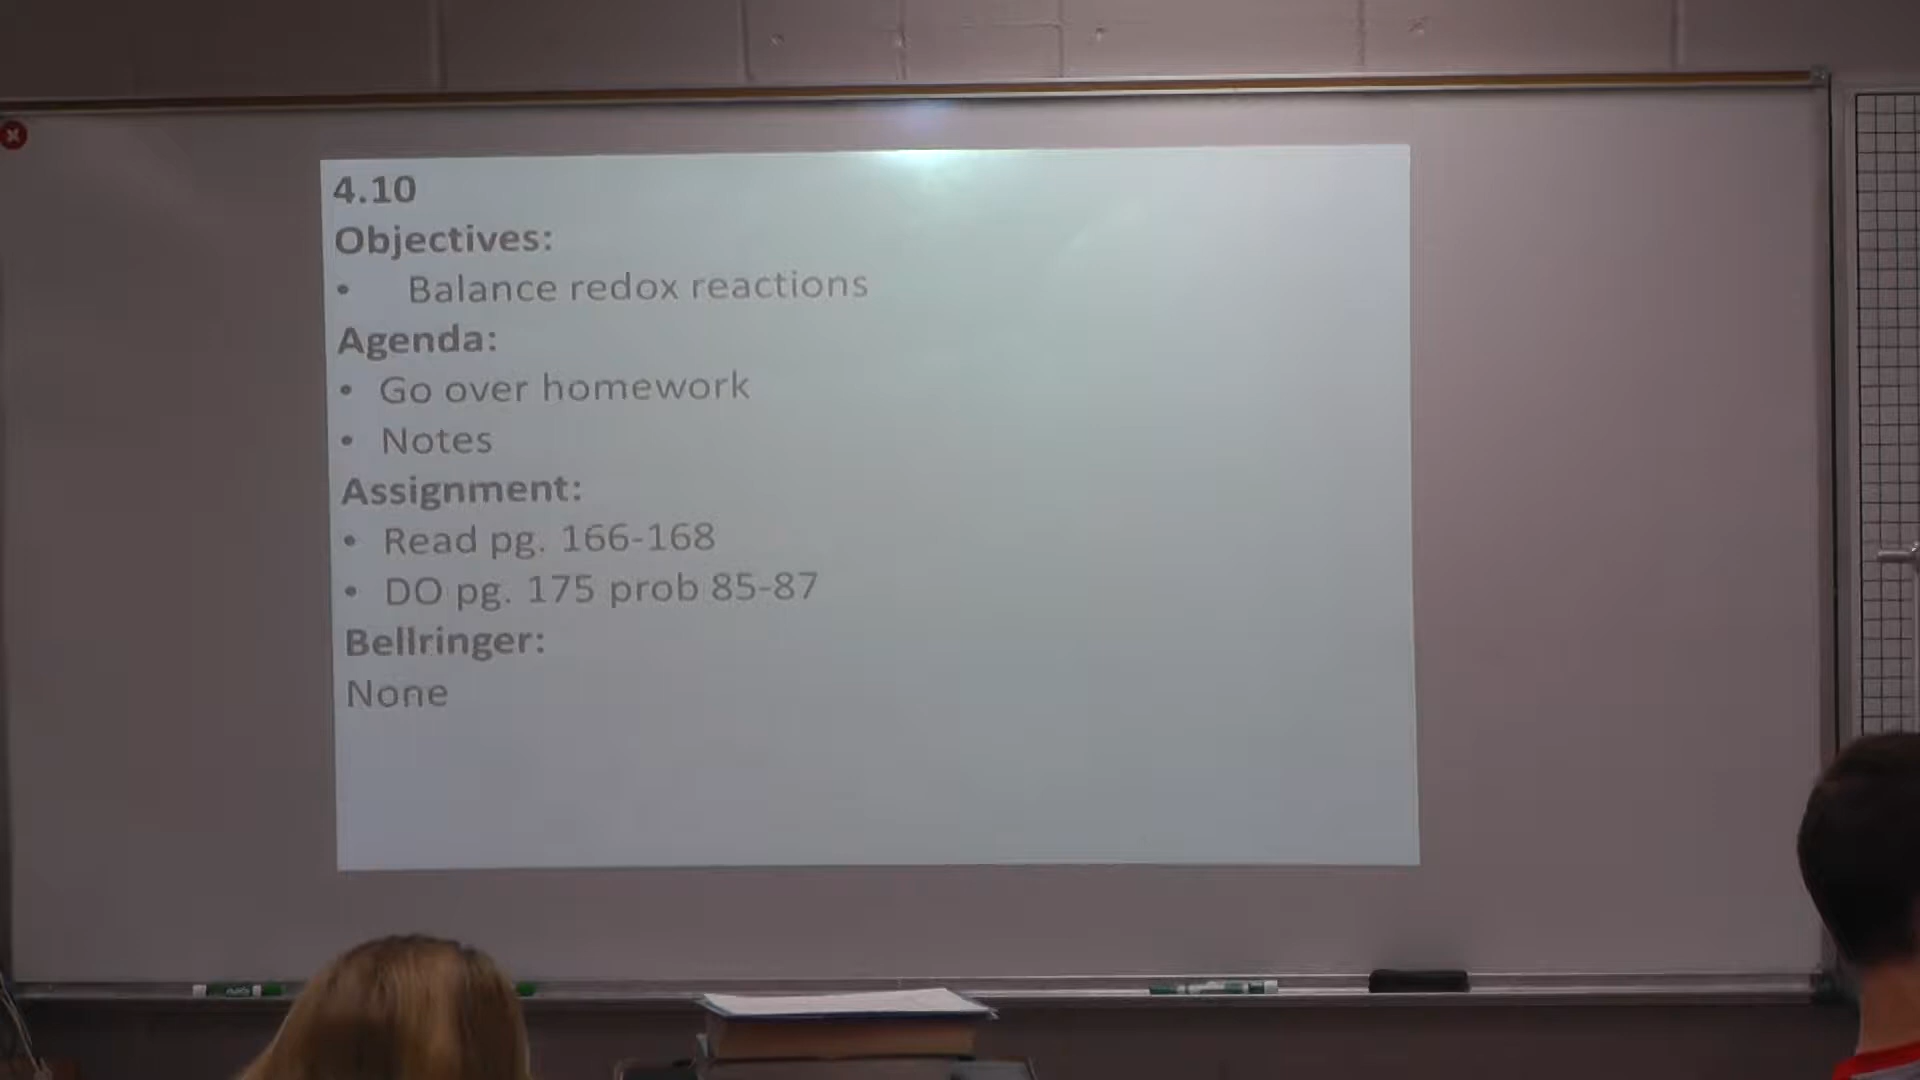 4.10
Objectives:
• Balance redox reactions
Agenda:
• Go over homework
• Notes
Assignment:
• Read pg. 166-168
• DO pg. 175 prob 85-87
Bellringer:
None